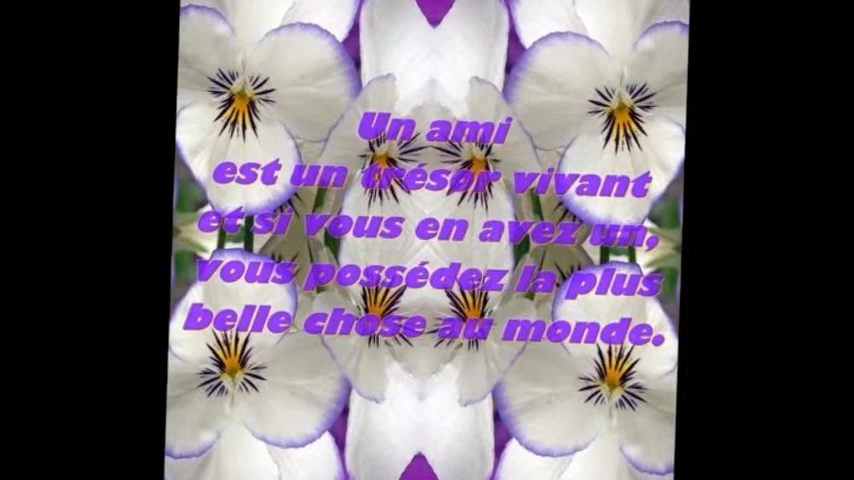 Un ami
est un trésor vivant
et si vous en avez un,
vous possédez la plus
belle chose au monde.